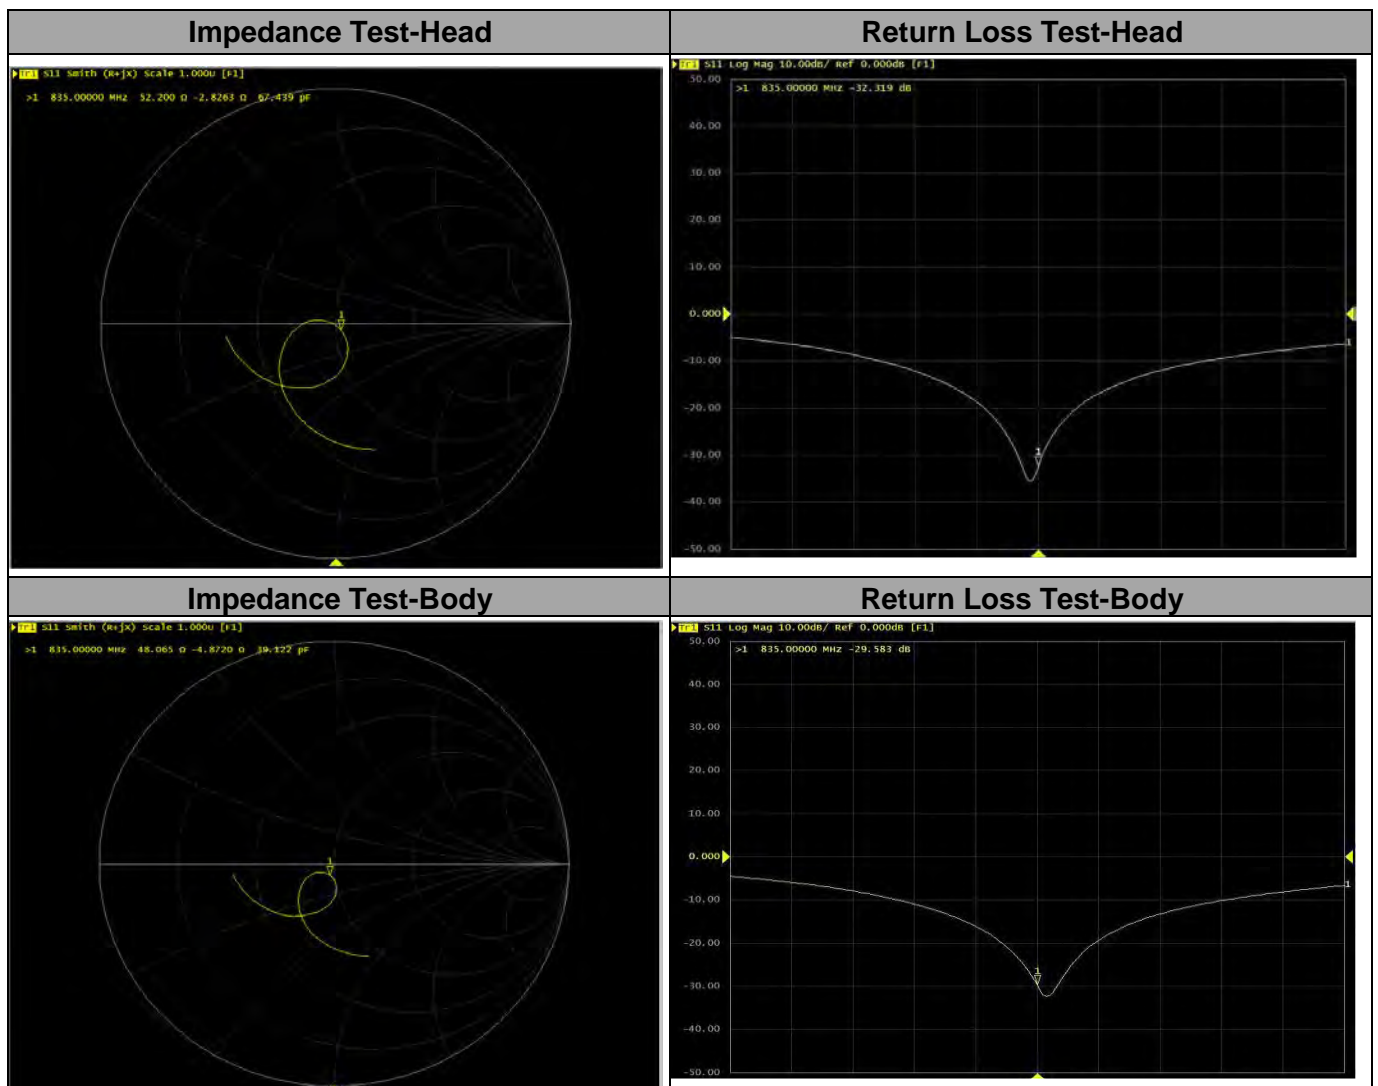 Impedance Test-Head
Return Loss Test-Head
Tr1 S11 Smith (R+jX) Scale 1.000U [F1]
>1 835.00000 MHz 52.200 Ω -2.8263 Ω 67.439 pF
1
Tr1 S11 Log Mag 10.00dB/ Ref 0.000dB [F1]
50.00
>1 835.00000 MHz -32.319 dB
40.00
30.00
20.00
10.00
0.000
-10.00
-20.00
-30.00
-40.00
-50.00
1
1
Impedance Test-Body
Return Loss Test-Body
Tr1 S11 Smith (R+jX) Scale 1.000U [F1]
>1 835.00000 MHz 48.065 Ω -4.8720 Ω 39.122 pF
1
Tr1 S11 Log Mag 10.00dB/ Ref 0.000dB [F1]
50.00
>1 835.00000 MHz -29.583 dB
40.00
30.00
20.00
10.00
0.000
-10.00
-20.00
-30.00
-40.00
-50.00
1
1